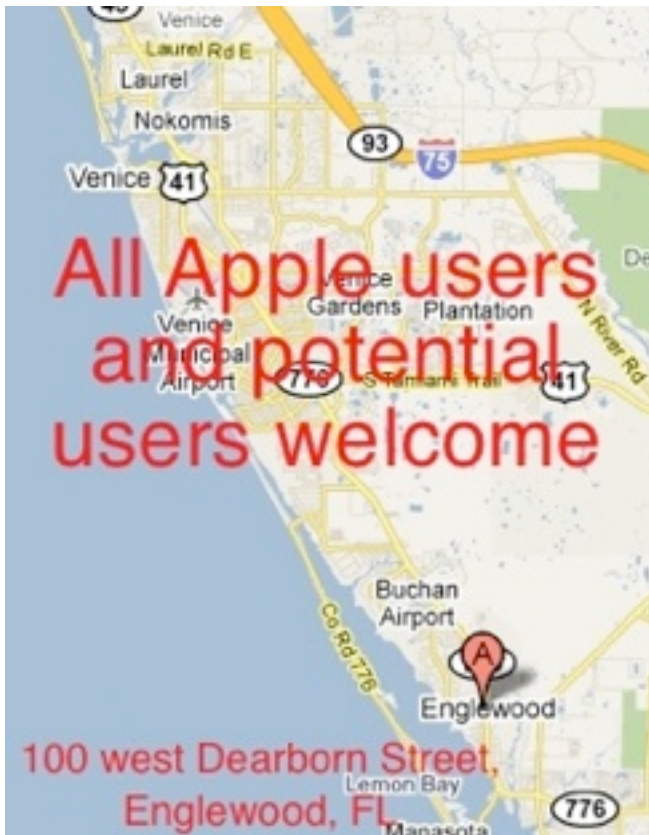 45
Venice
Laurel Rd E
Laurel
Nokomis
93
75
Venice 41
All Apple users
Venice
Gardens Plantation
De
N River Rd
Venice
Municipal
Airport
and potential
776
S Tamiami Trail
41
users welcome
Buchan
Airport
Co Rd 776
A
Englewood
100 west Dearborn Street,
Lemon Bay
Englewood, FL
776
Manasota